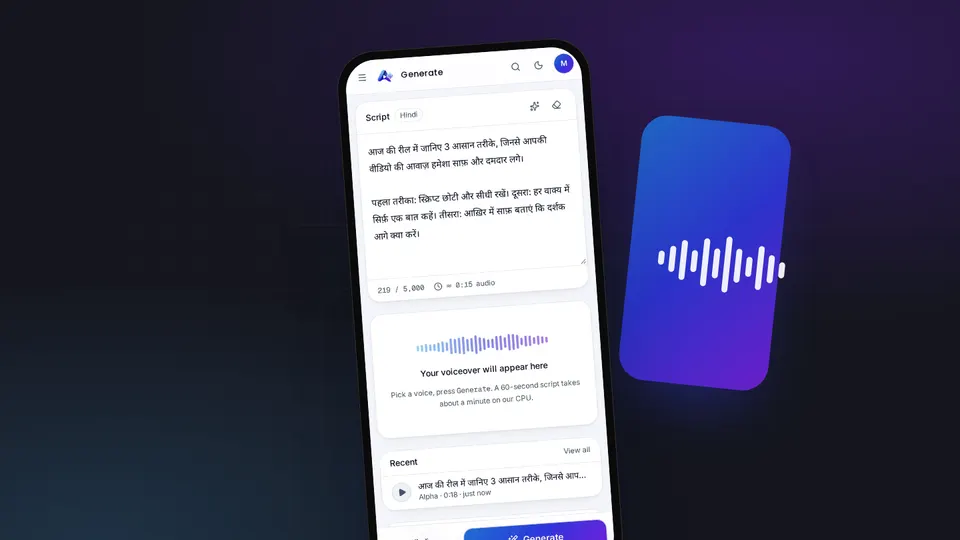 Generate
M
Script
Hindi
आज की रील में जानिए 3 आसान तरीके, जिनसे आपकी
वीडियो की आवाज़ हमेशा साफ़ और दमदार लगे।
पहला तरीका: स्क्रिप्ट छोटी और सीधी रखें। दूसरा: हर वाक्य में
सिर्फ़ एक बात कहें। तीसरा: आख़िर में साफ़ बताएं कि दर्शक
आगे क्या करें।
219 / 5,000 ≈ 0:15 audio
Your voiceover will appear here
Pick a voice, press Generate. A 60-second script takes
about a minute on our CPU.
Recent
View all
आज की रील में जानिए 3 आसान तरीके, जिनसे आप...
Alpha · 0:18 · just now
Generate